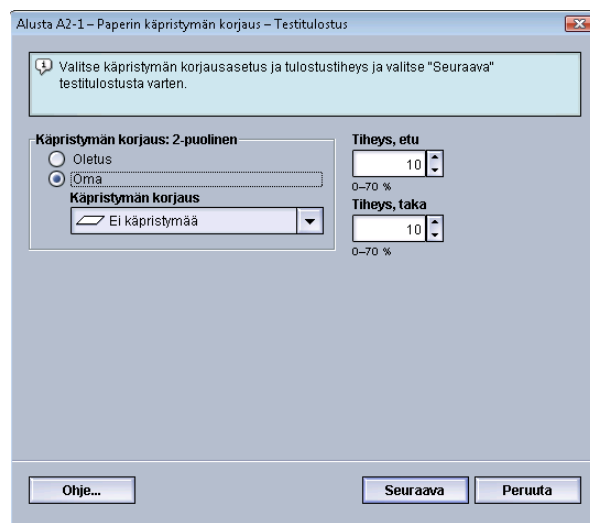 Alusta A2-1 – Paperin käpristymän korjaus – Testitulostus
Valitse käpristymän korjausasetus ja tulostustiheys ja valitse "Seuraava"
testitulostusta varten.
Käpristymän korjaus: 2-puolinen
Oletus
Oma
Käpristymän korjaus
Ei käpristymää
Tiheys, etu
10
0–70 %
Tiheys, taka
10
0–70 %
Ohje...
Seuraava
Peruuta